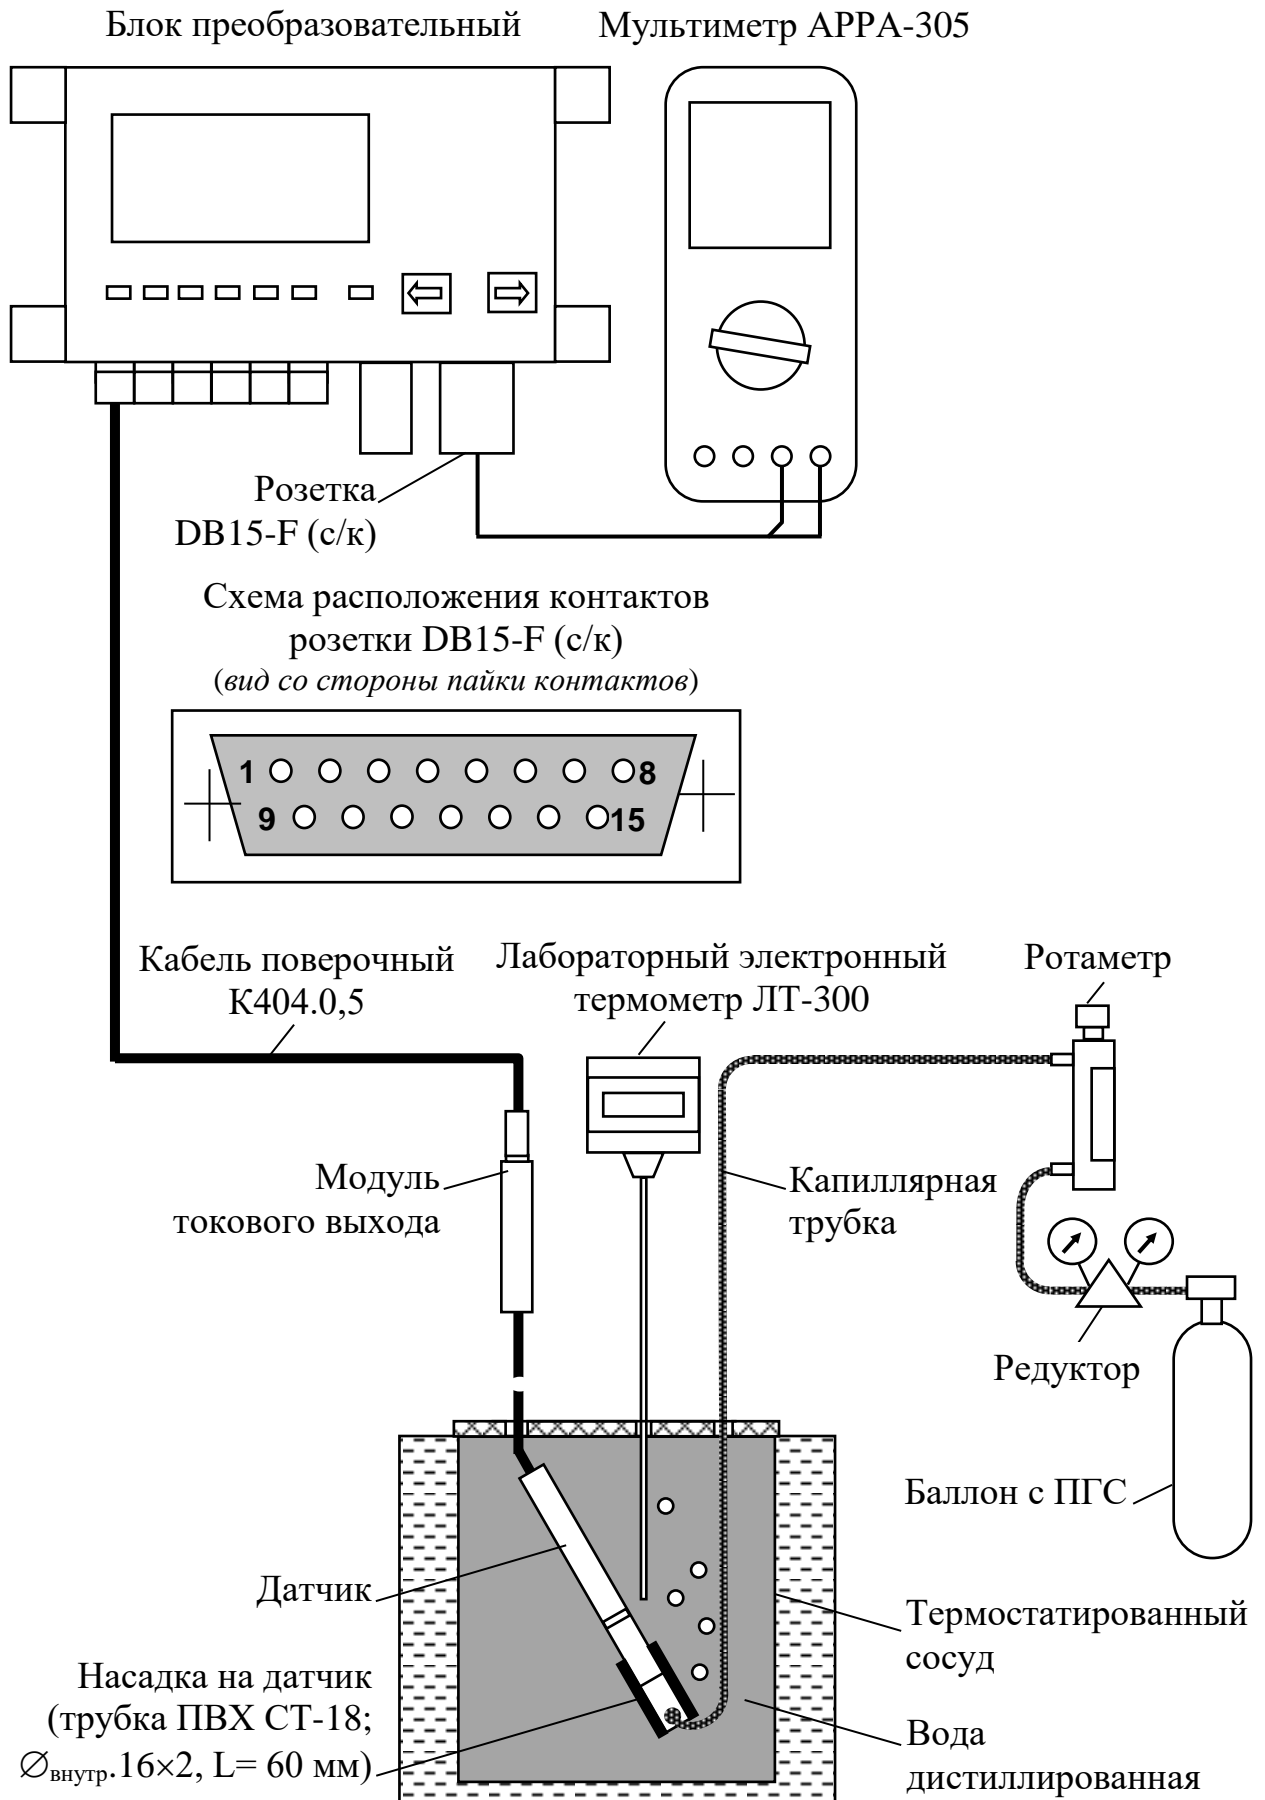 Блок преобразовательный
Мультиметр АРРА-305
Розетка
DB15-F (с/к)
Схема расположения контактов
розетки DB15-F (с/к)
(вид со стороны пайки контактов)
1 8
9 15
Кабель поверочный
К404.0,5
Лабораторный электронный
термометр ЛТ-300
Ротаметр
Модуль
токового выхода
Капиллярная
трубка
Редуктор
Баллон с ПГС
Датчик
Термостатированный
сосуд
Насадка на датчик
(трубка ПВХ СТ-18;
∅внутр.16×2, L= 60 мм)
Вода
дистиллированная